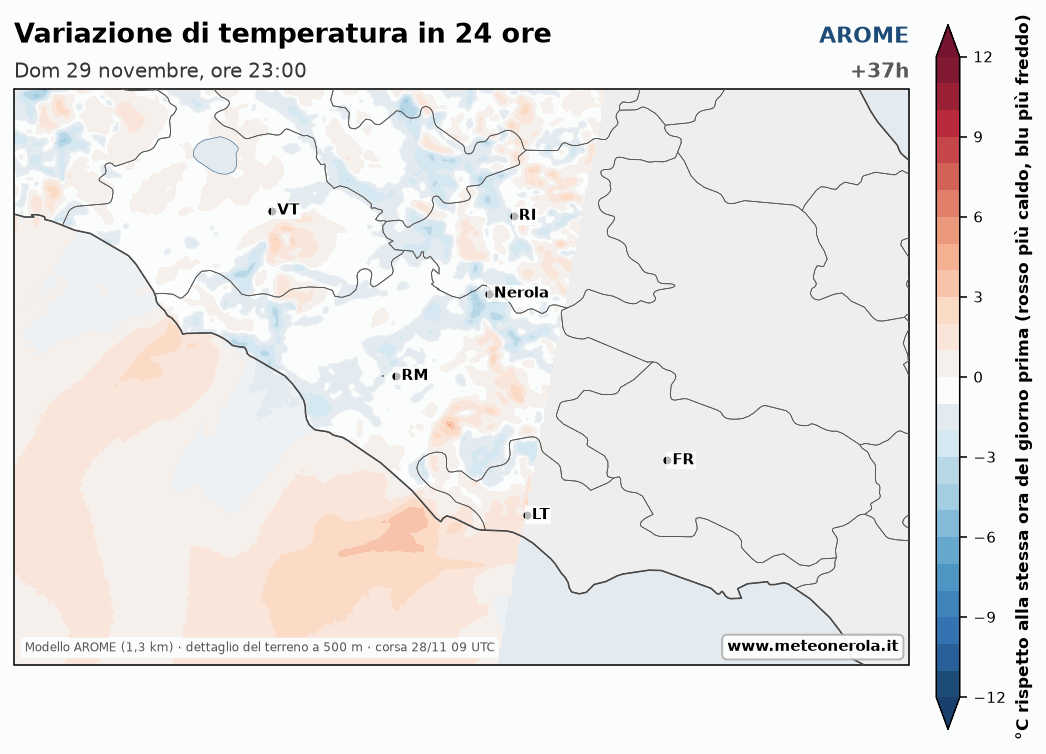 Variazione di temperatura in 24 ore
AROME
Dom 29 novembre, ore 23:00
+37h
VT
RI
Nerola
RM
FR
LT
Modello AROME (1,3 km) · dettaglio del terreno a 500 m · corsa 28/11 09 UTC
www.meteonerola.it
12
9
6
3
0
−3
−6
−9
−12
°C rispetto alla stessa ora del giorno prima (rosso più caldo, blu più freddo)